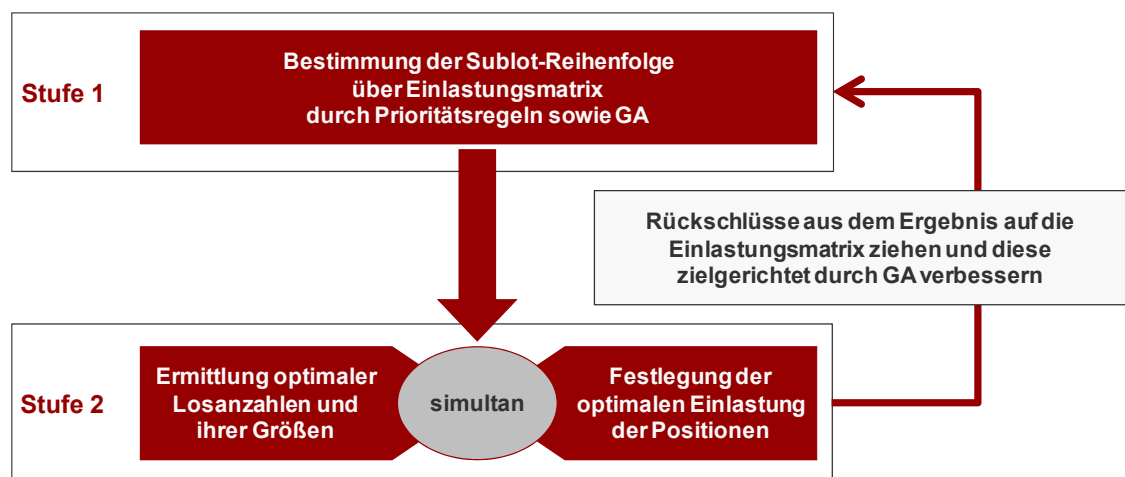 Stufe 1
Bestimmung der Sublot-Reihenfolge
über Einlastungsmatrix
durch Prioritätsregeln sowie GA
Rückschlüsse aus dem Ergebnis auf die
Einlastungsmatrix ziehen und diese
zielgerichtet durch GA verbessern
Stufe 2
Ermittlung optimaler
Losanzahlen und
ihrer Größen
simultan
Festlegung der
optimalen Einlastung
der Positionen